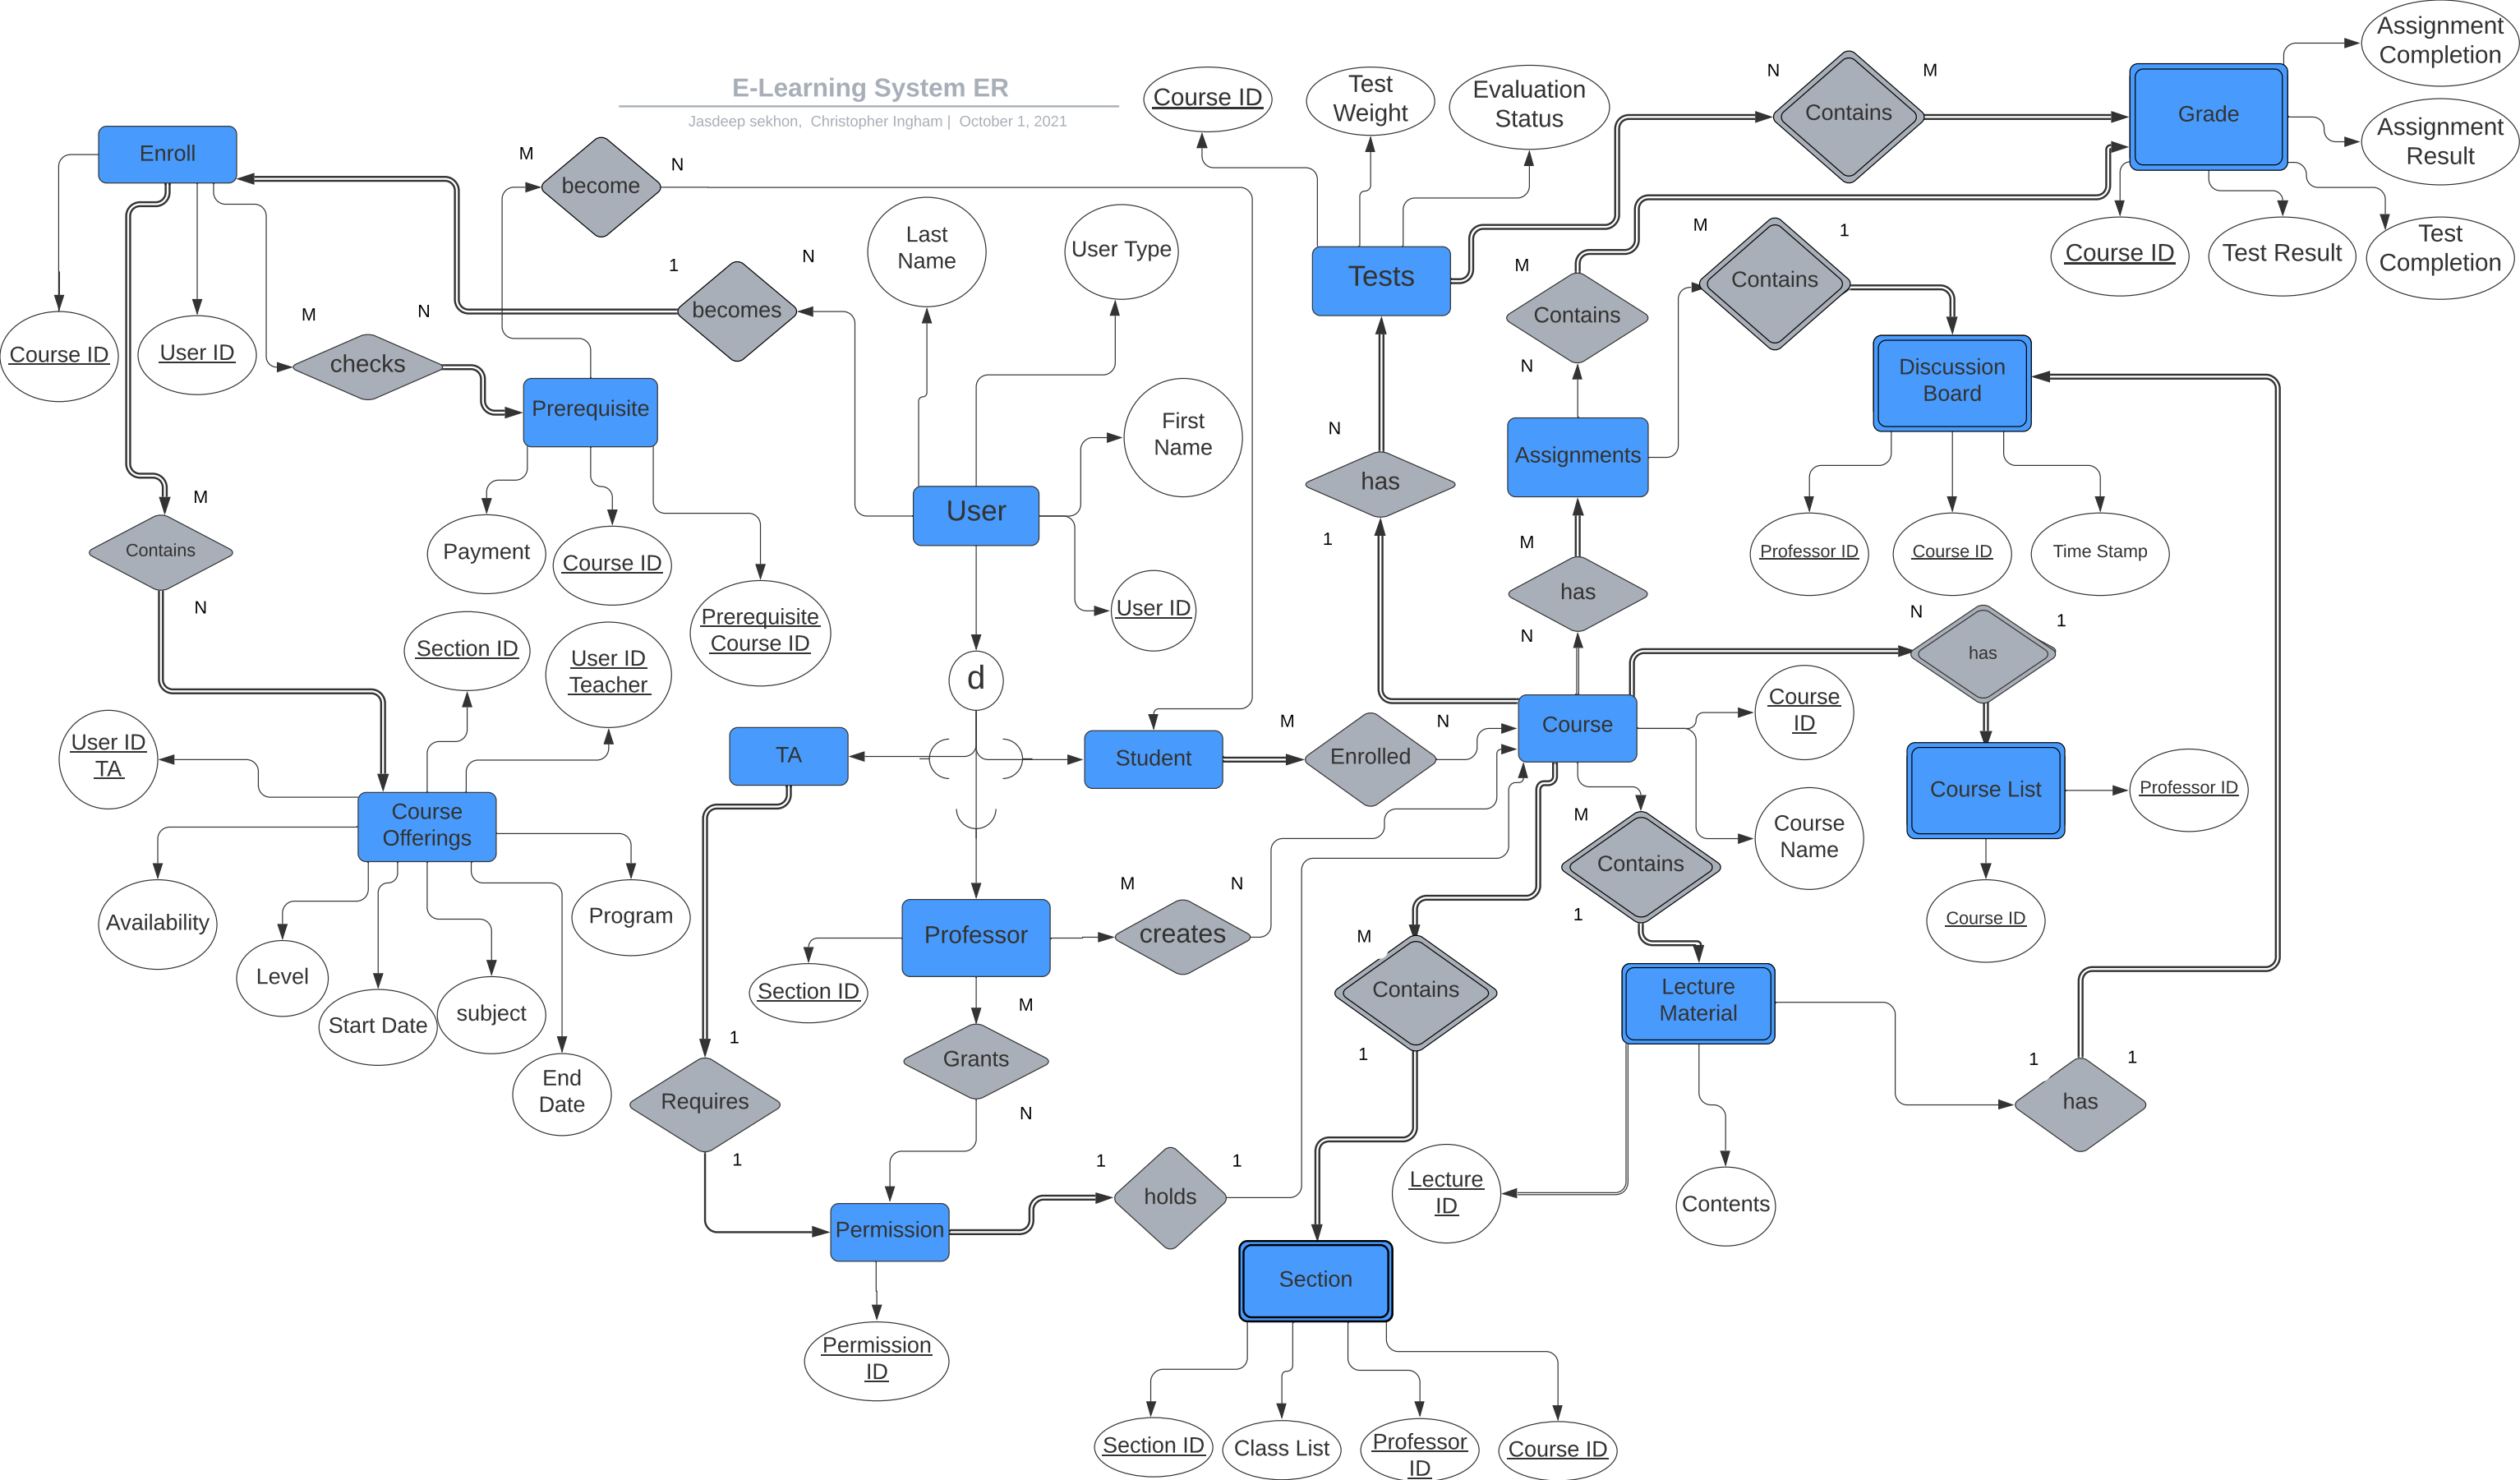 E-Learning System ER
Jasdeep sekhon,  Christopher Ingham |  October 1, 2021
Enroll
Course ID
User ID
M
N
checks
M
N
become
1
N
becomes
Prerequisite
Payment
Course ID
Prerequisite
Course ID
M
Contains
N
Last
Name
User Type
First
Name
User
User ID
d
TA
Student
Section ID
User ID
Teacher
User ID
TA
Course
Offerings
Availability
Level
Start Date
subject
End
Date
Program
Professor
Section ID
M
N
creates
M
Grants
N
1
Requires
1
Permission
Permission
ID
1
1
holds
Course ID
Test
Weight
Evaluation
Status
Tests
N
has
1
N
M
Contains
Grade
Assignment
Completion
Assignment
Result
Course ID
Test Result
Test
Completion
M
Contains
N
Assignments
M
has
N
M
1
Contains
Discussion
Board
Professor ID
Course ID
Time Stamp
M
N
Enrolled
Course
Course
ID
Course
Name
N
1
has
Course List
Professor ID
Course ID
M
Contains
1
Lecture
Material
Lecture
ID
Contents
1
1
has
M
Contains
1
Section
Section ID
Class List
Professor
ID
Course ID